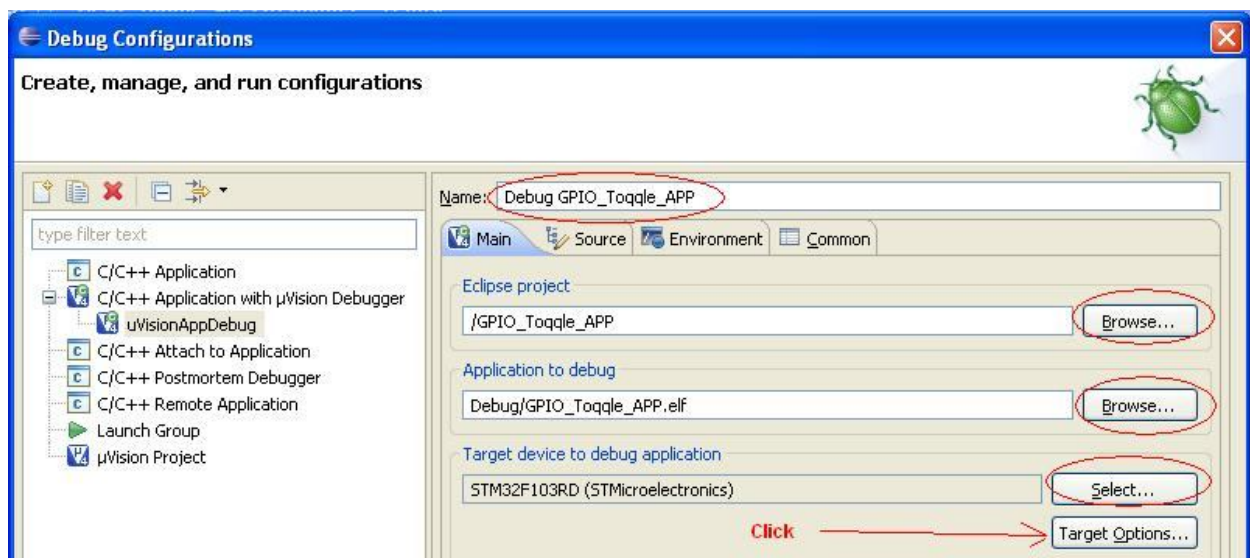 Debug Configurations
Create, manage, and run configurations
type filter text
C/C++ Application
C/C++ Application with µVision Debugger
uVisionAppDebug
C/C++ Attach to Application
C/C++ Postmortem Debugger
C/C++ Remote Application
Launch Group
µVision Project
Name: Debug GPIO_Toqqle_APP
Main Source Environment Common
Eclipse project
/GPIO_Toqqle_APP Browse...
Application to debug
Debug/GPIO_Toqqle_APP.elf Browse...
Target device to debug application
STM32F103RD (STMicroelectronics) Select...
Click Target Options...